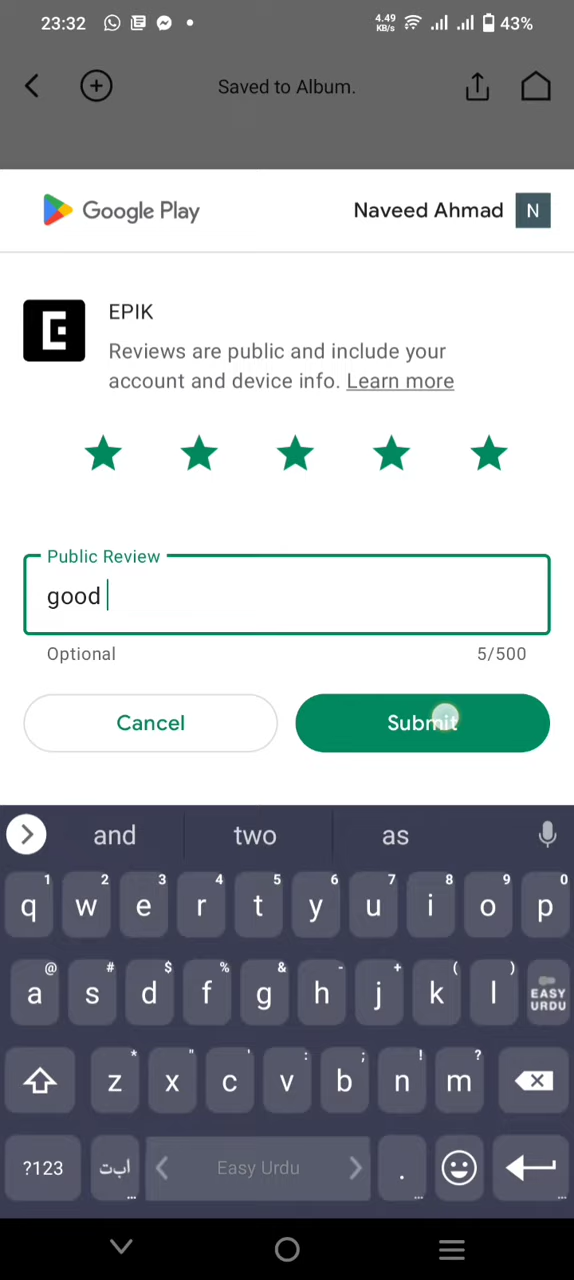 23:32 4.49 KB/s 43%
Saved to Album.
Google Play Naveed Ahmad N
EPIK
Reviews are public and include your
account and device info. Learn more
Public Review
good
Optional 5/500
Cancel Submit
and two as
1 2 3 4 5 6 7 8 9 0
q w e r t y u i o p
@ # $ % & - + ( )
a s d f g h j k l EASY URDU
* " ' : ; ! ?
z x c v b n m
?123 اب‌ت Easy Urdu .